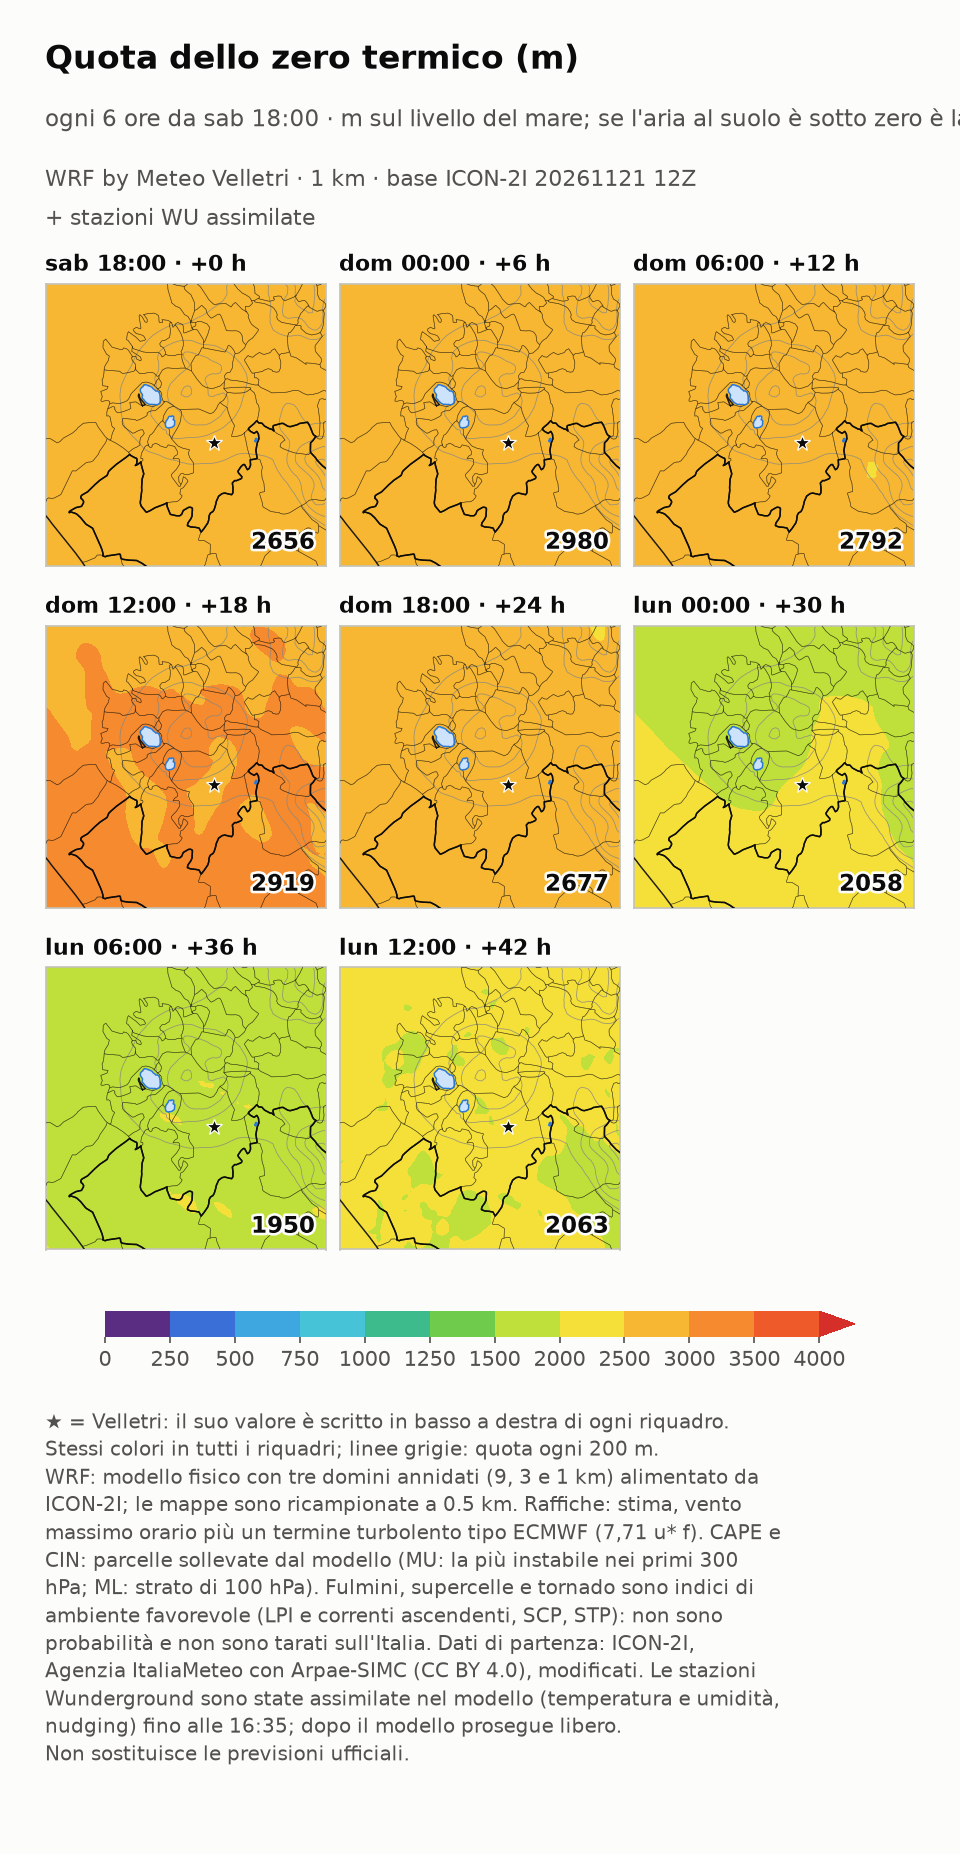 Quota dello zero termico (m)
ogni 6 ore da sab 18:00 · m sul livello del mare; se l'aria al suolo è sotto zero è la
WRF by Meteo Velletri · 1 km · base ICON-2I 20261121 12Z
+ stazioni WU assimilate
sab 18:00 · +0 h dom 00:00 · +6 h dom 06:00 · +12 h
2656 2980 2792
dom 12:00 · +18 h dom 18:00 · +24 h lun 00:00 · +30 h
2919 2677 2058
lun 06:00 · +36 h lun 12:00 · +42 h
1950 2063
0 250 500 750 1000 1250 1500 2000 2500 3000 3500 4000
★ = Velletri: il suo valore è scritto in basso a destra di ogni riquadro.
Stessi colori in tutti i riquadri; linee grigie: quota ogni 200 m.
WRF: modello fisico con tre domini annidati (9, 3 e 1 km) alimentato da
ICON-2I; le mappe sono ricampionate a 0.5 km. Raffiche: stima, vento
massimo orario più un termine turbolento tipo ECMWF (7,71 u* f). CAPE e
CIN: parcelle sollevate dal modello (MU: la più instabile nei primi 300
hPa; ML: strato di 100 hPa). Fulmini, supercelle e tornado sono indici di
ambiente favorevole (LPI e correnti ascendenti, SCP, STP): non sono
probabilità e non sono tarati sull'Italia. Dati di partenza: ICON-2I,
Agenzia ItaliaMeteo con Arpae-SIMC (CC BY 4.0), modificati. Le stazioni
Wunderground sono state assimilate nel modello (temperatura e umidità,
nudging) fino alle 16:35; dopo il modello prosegue libero.
Non sostituisce le previsioni ufficiali.